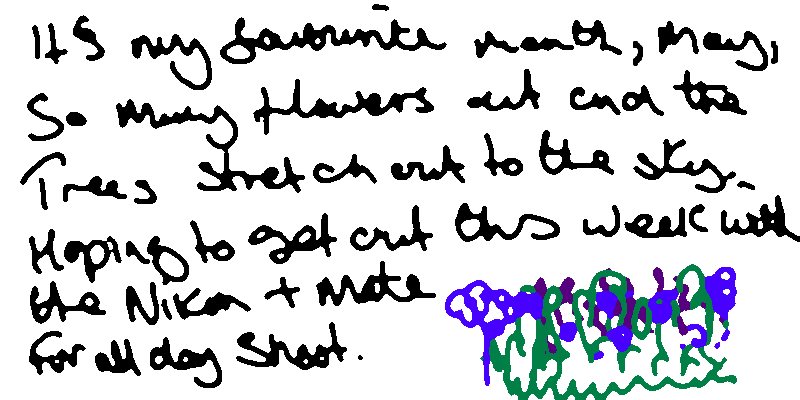 It's my favourite month, May,
So many flowers out and the
Trees stretch out to the sky.
Hoping to get out this week with
the Nikon + Mate
for all day shoot.